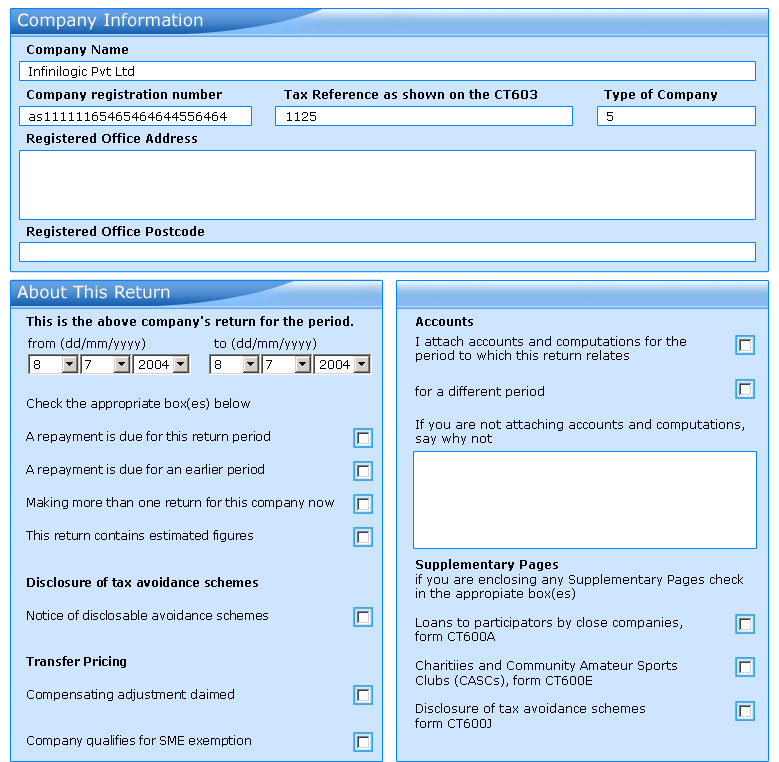 Company Information
Company Name
Infinilogic Pvt Ltd
Company registration number Tax Reference as shown on the CT603 Type of Company
as11111165465464644556464 1125 5
Registered Office Address
Registered Office Postcode
About This Return
This is the above company's return for the period.
from (dd/mm/yyyy) to (dd/mm/yyyy)
8 7 2004 8 7 2004
Check the appropriate box(es) below
A repayment is due for this return period
A repayment is due for an earlier period
Making more than one return for this company now
This return contains estimated figures
Disclosure of tax avoidance schemes
Notice of disclosable avoidance schemes
Transfer Pricing
Compensating adjustment claimed
Company qualifies for SME exemption
Accounts
I attach accounts and computations for the
period to which this return relates
for a different period
If you are not attaching accounts and computations,
say why not
Supplementary Pages
if you are enclosing any Supplementary Pages check
in the appropiate box(es)
Loans to participators by close companies,
form CT600A
Charitiies and Community Amateur Sports
Clubs (CASCs), form CT600E
Disclosure of tax avoidance schemes
form CT600J